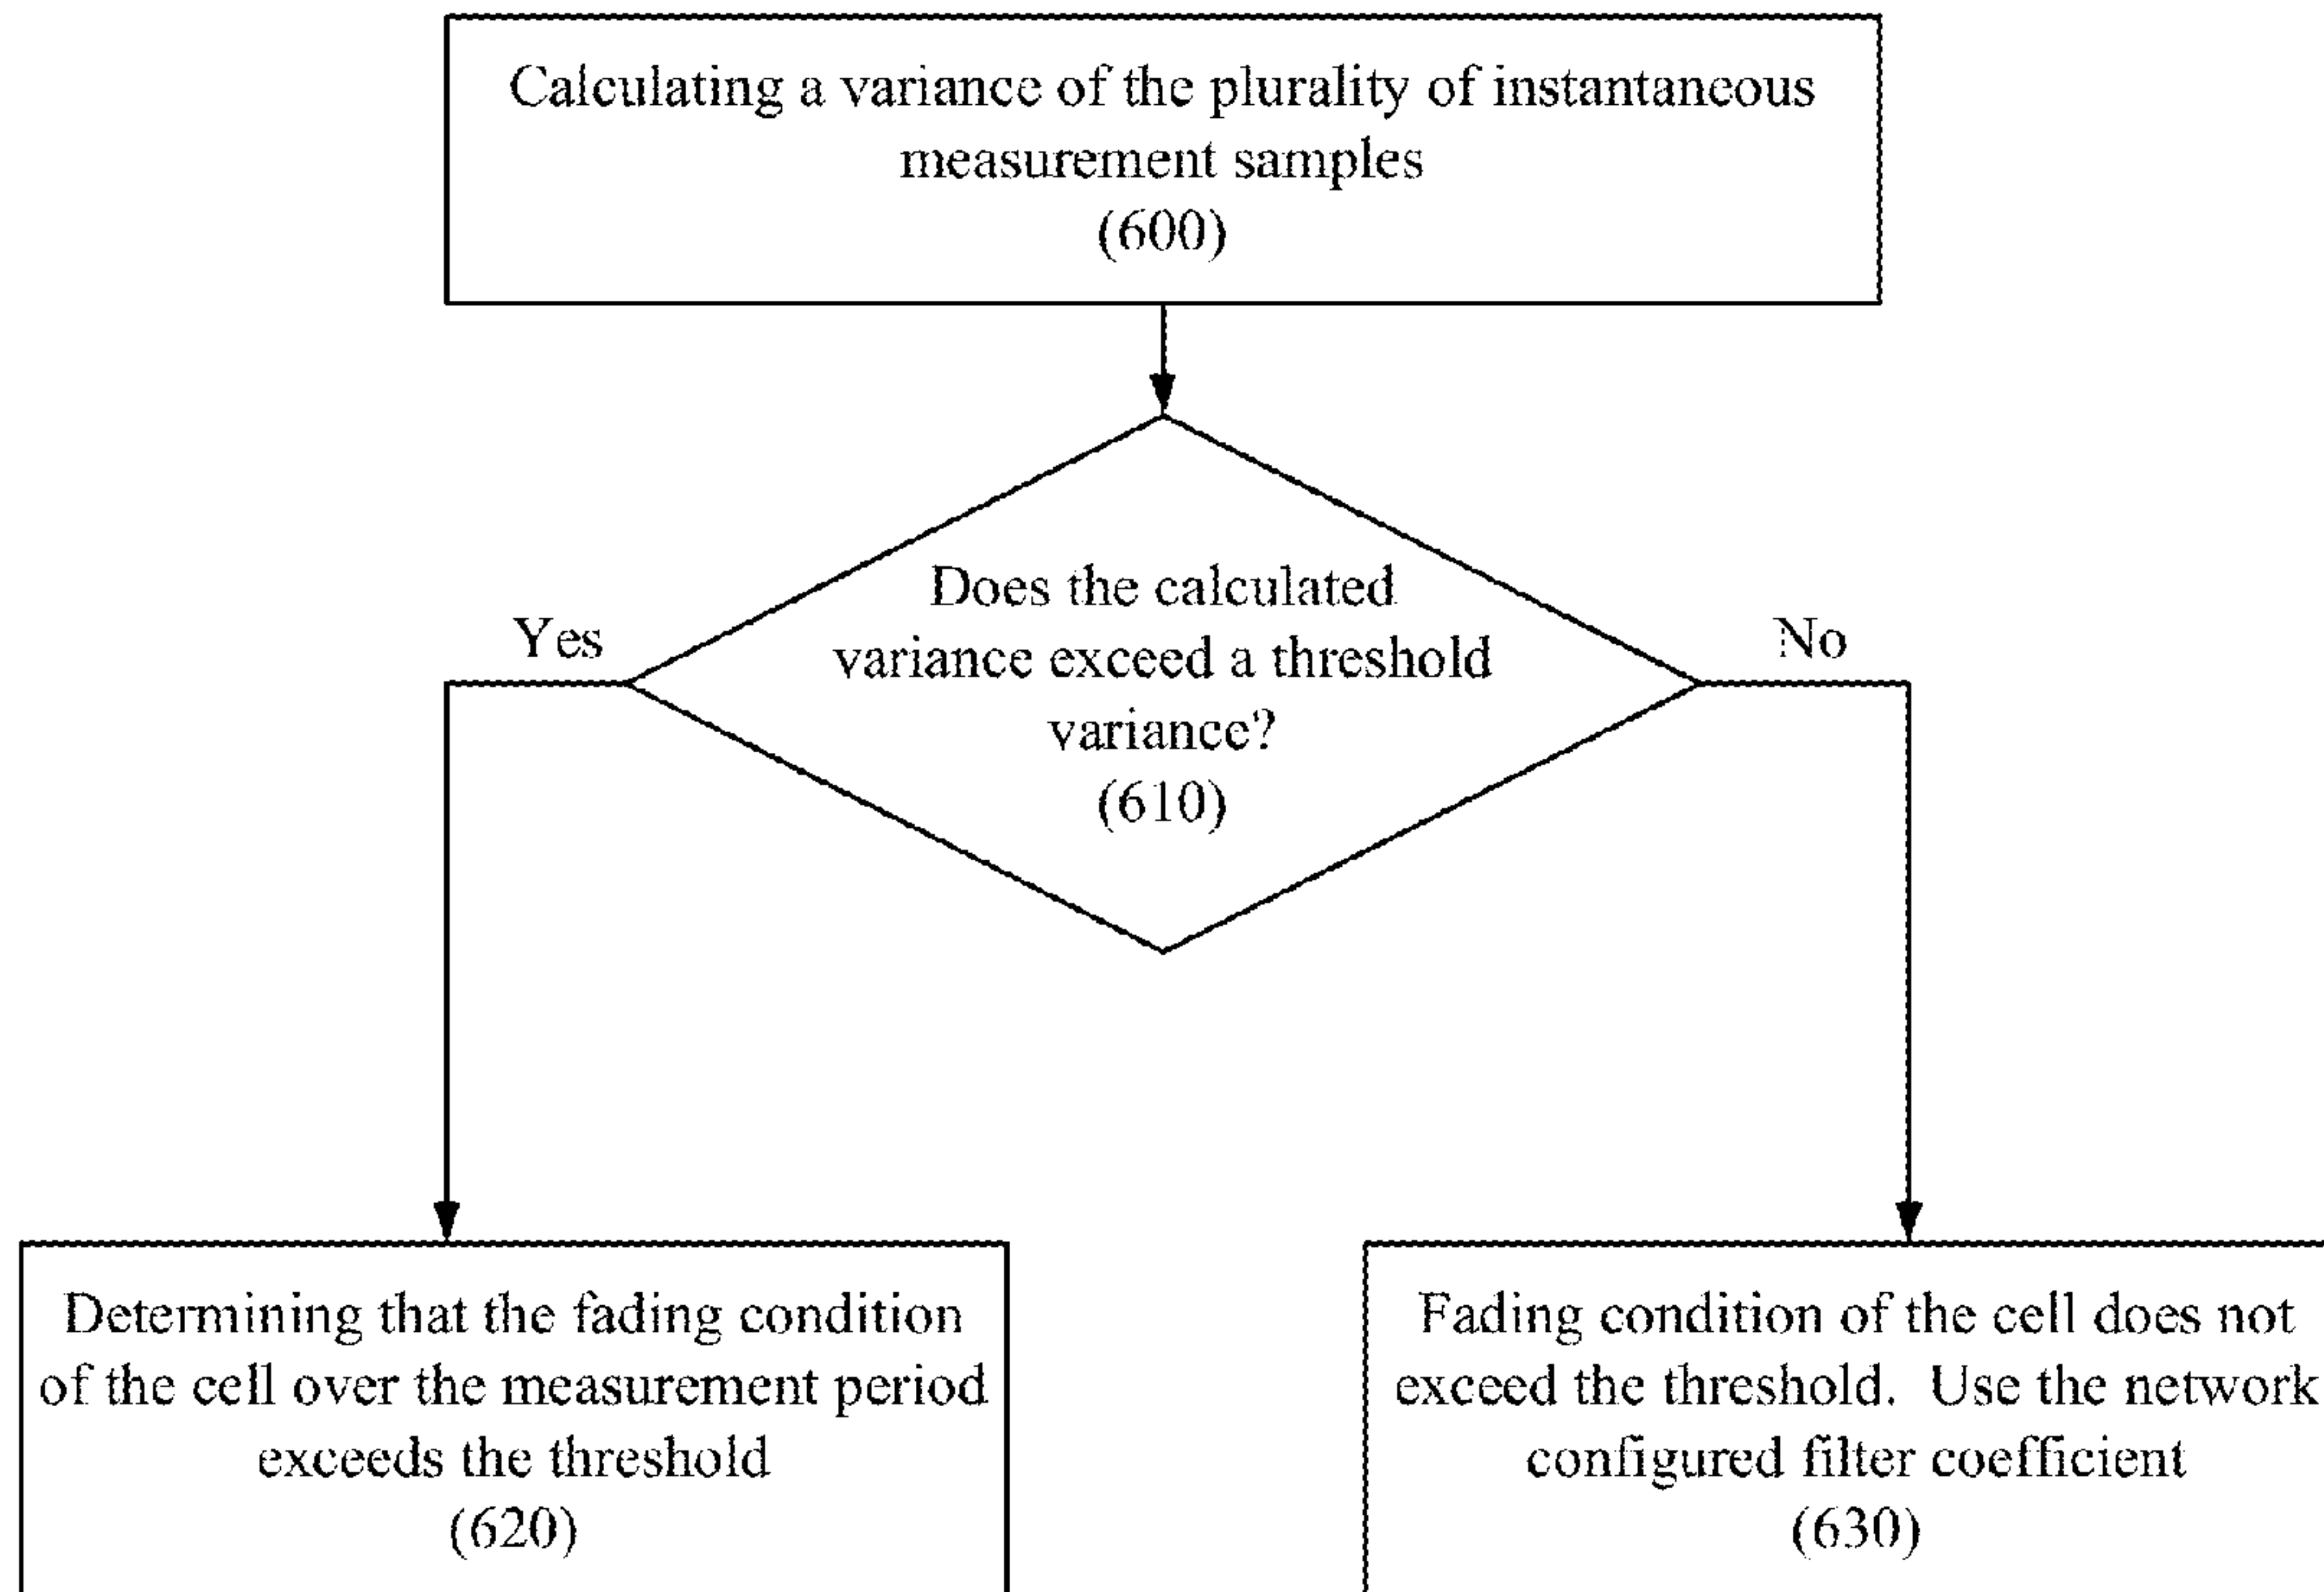 Calculating a variance of the plurality of instantaneous
measurement samples
(600)
Does the calculated
variance exceed a threshold
variance?
(610)
Yes
No
Determining that the fading condition
of the cell over the measurement period
exceeds the threshold
(620)
Fading condition of the cell does not
exceed the threshold.  Use the network
configured filter coefficient
(630)